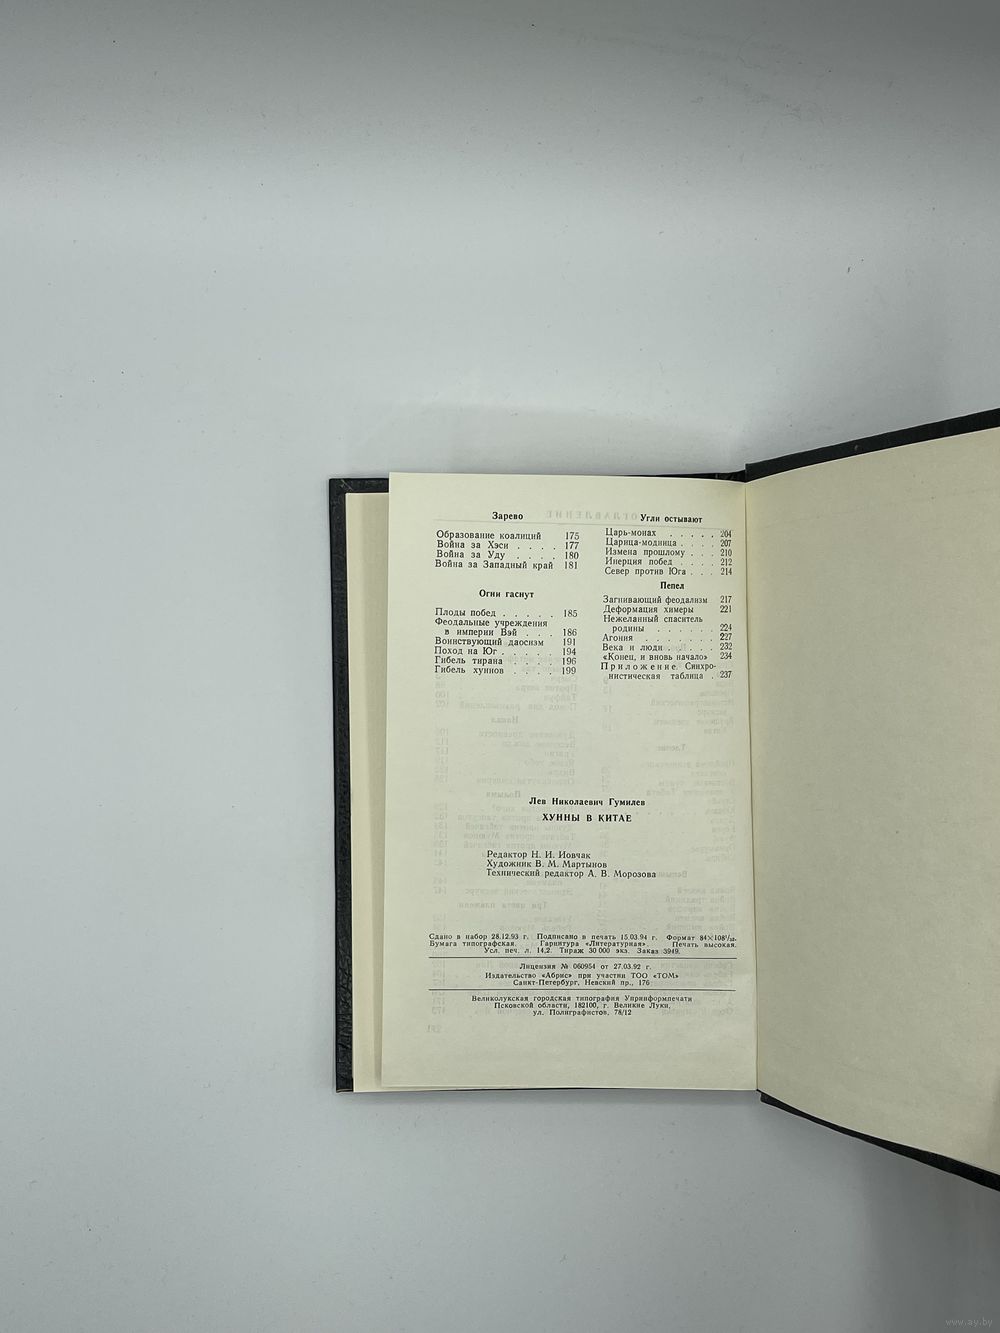 Зарево
Образование коалиций 175
Война за Хэси . . . . 177
Война за Уду . . . . 180
Война за Западный край 181
Огни гаснут
Плоды побед . . . . . 185
Феодальные учреждения
в империи Вэй . . . 186
Воинствующий даосизм 191
Поход на Юг . . . . . 194
Гибель тирана . . . . 196
Гибель хуннов . . . . 199
Угли остывают
Царь-монах . . . . . 204
Царица-модница . . . . 207
Измена прошлому . . . 210
Инерция побед . . . . 212
Север против Юга . . . 214
Пепел
Загнивающий феодализм 217
Деформация химеры 221
Нежеланный спаситель
родины . . . . . . . 224
Агония . . . . . . . 227
Века и люди . . . . . 232
«Конец, и вновь начало» 234
Приложение. Синхро-
нистическая таблица . 237
Лев Николаевич Гумилев
ХУННЫ В КИТАЕ
Редактор Н. И. Иовчак
Художник В. М. Мартынов
Технический редактор А. В. Морозова
Сдано в набор 28.12.93 г. Подписано в печать 15.03.94 г. Формат 84×108¹/₃₂.
Бумага типографская. Гарнитура «Литературная». Печать высокая.
Усл. печ. л. 14,2. Тираж 30 000 экз. Заказ 3949.
Лицензия № 060954 от 27.03.92 г.
Издательство «Абрис» при участии ТОО «ТОМ»
Санкт-Петербург, Невский пр., 176
Великолукская городская типография Упринформпечати
Псковской области, 182100, г. Великие Луки,
ул. Полиграфистов, 78/12
www.ay.by